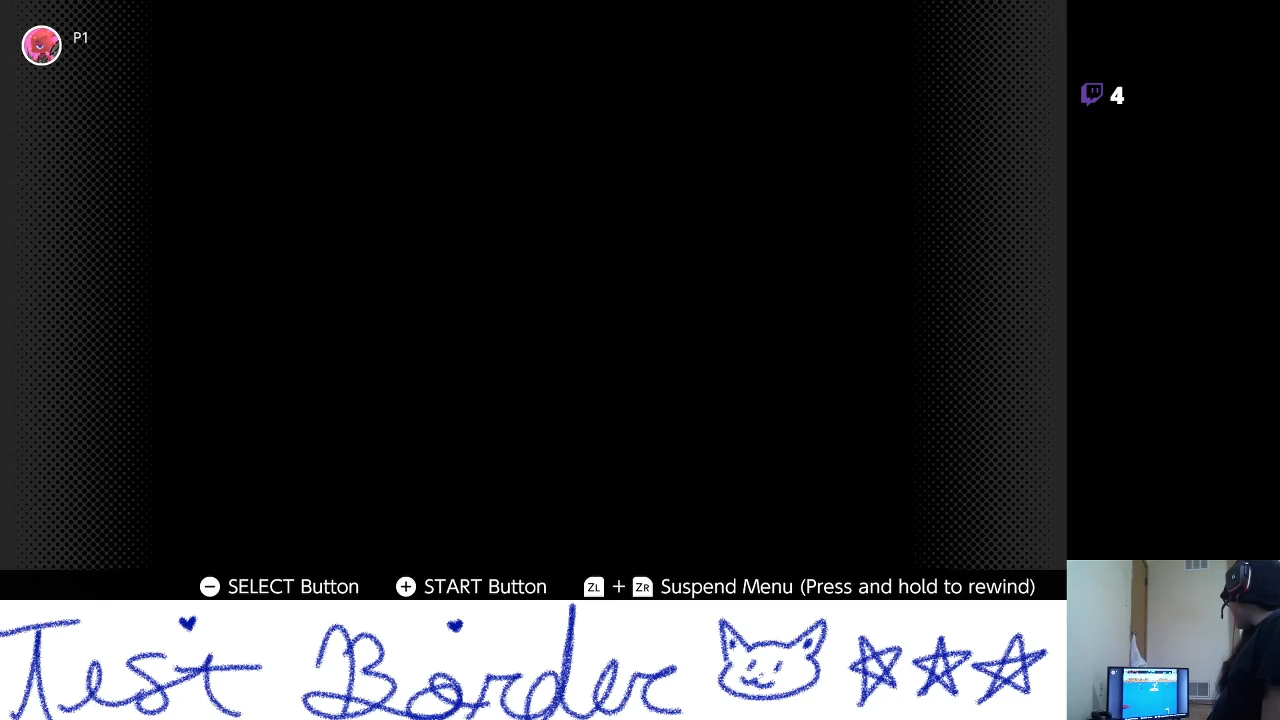 P1
4
SELECT Button START Button ZL + ZR Suspend Menu (Press and hold to rewind)
Test Border